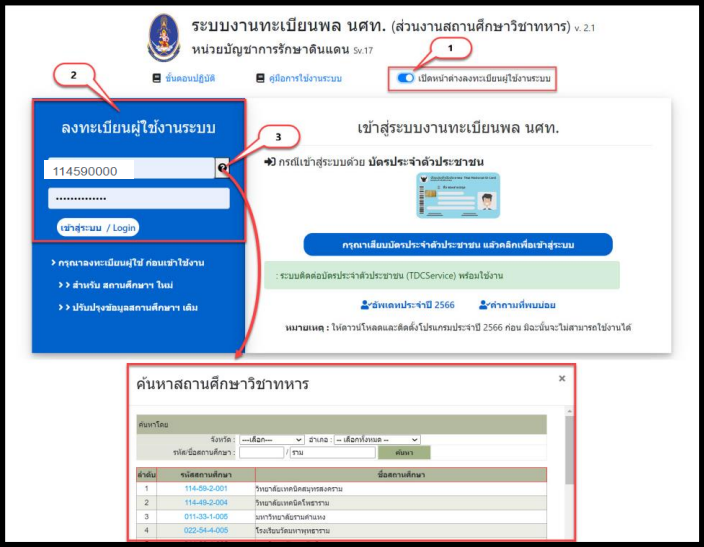 ระบบงานทะเบียนพล นศท. (ส่วนงานสถานศึกษาวิชาทหาร) v. 2.1
หน่วยบัญชาการรักษาดินแดน Sv.17
1
2
ขั้นตอนปฏิบัติ
คู่มือการใช้งานระบบ
เปิดหน้าต่างลงทะเบียนผู้ใช้งานระบบ
ลงทะเบียนผู้ใช้งานระบบ
3
114590000
••••••••••••••
เข้าสู่ระบบ / Login
> กรุณาลงทะเบียนผู้ใช้ ก่อนเข้าใช้งาน
> > สำหรับ สถานศึกษาฯ ใหม่
> > ปรับปรุงข้อมูลสถานศึกษาฯ เดิม
เข้าสู่ระบบงานทะเบียนพล นศท.
กรณีเข้าสู่ระบบด้วย บัตรประจำตัวประชาชน
กรุณาเสียบบัตรประจำตัวประชาชน แล้วคลิกเพื่อเข้าสู่ระบบ
: ระบบติดต่อบัตรประจำตัวประชาชน (TDCService) พร้อมใช้งาน
อัพเดทประจำปี 2566
คำถามที่พบบ่อย
หมายเหตุ : ให้ดาวน์โหลดและติดตั้งโปรแกรมประจำปี 2566 ก่อน มิฉะนั้นจะไม่สามารถใช้งานได้
ค้นหาสถานศึกษาวิชาทหาร ×
ค้นหาโดย
จังหวัด : ---เลือก--- อำเภอ : -- เลือกทั้งหมด --
รหัส/ชื่อสถานศึกษา : / ราม ค้นหา
ลำดับ รหัสสถานศึกษา ชื่อสถานศึกษา
1 114-59-2-001 วิทยาลัยเทคนิคสมุทรสงคราม
2 114-49-2-004 วิทยาลัยเทคนิคโพธาราม
3 011-33-1-005 มหาวิทยาลัยรามคำแหง
4 022-54-4-005 โรงเรียนวัดมหาพุทธาราม